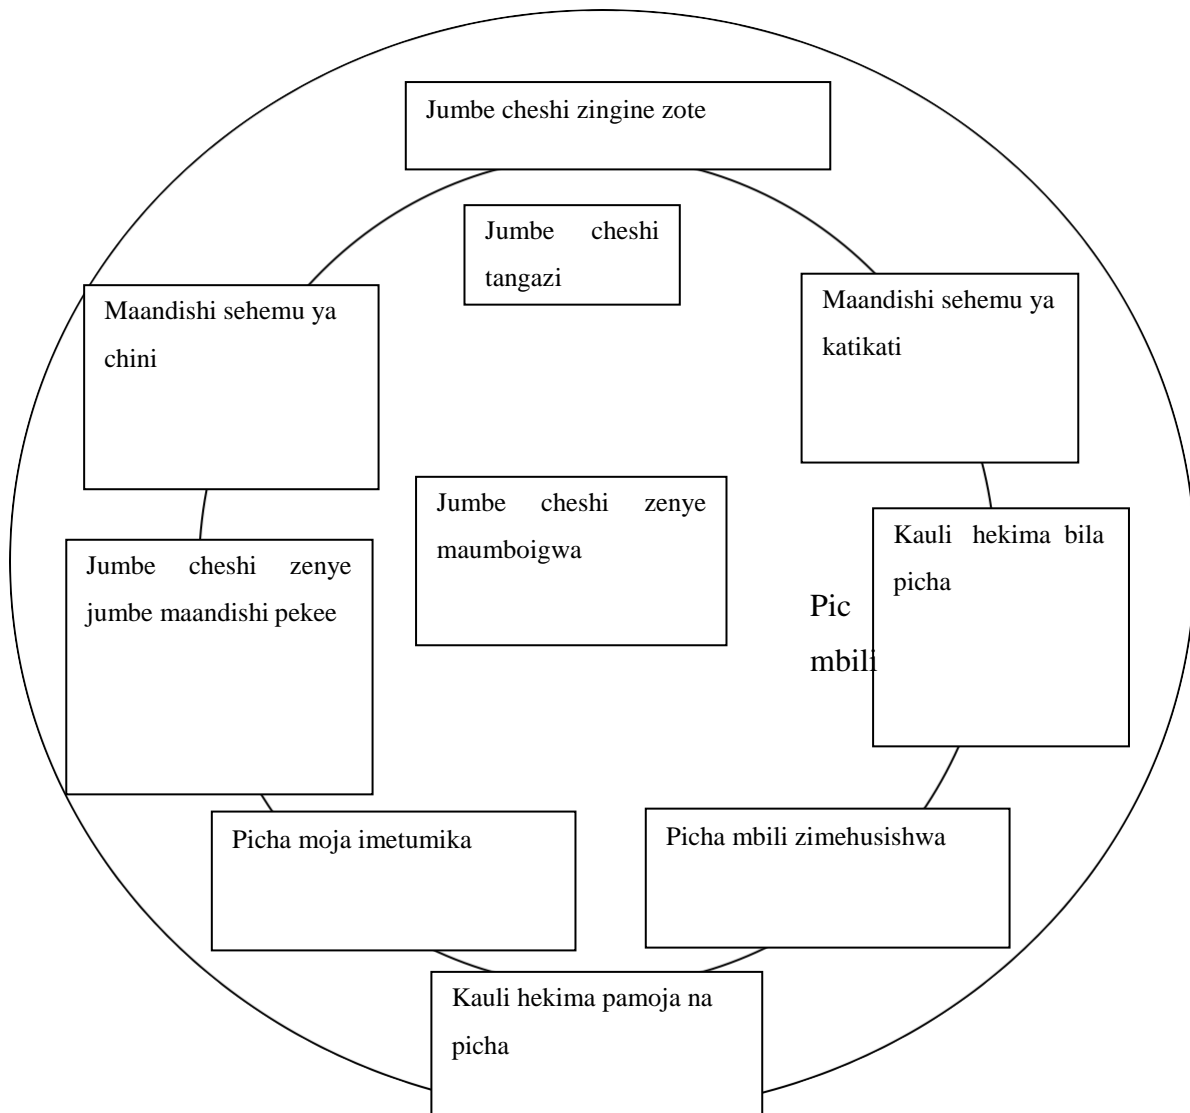 Jumbe cheshi zingine zote
Jumbe cheshi
tangazi
Maandishi sehemu ya
chini
Maandishi sehemu ya
katikati
Jumbe cheshi zenye
maumboigwa
Kauli hekima bila
picha
Jumbe cheshi zenye
jumbe maandishi pekee
Pic
mbili
Picha moja imetumika
Picha mbili zimehusishwa
Kauli hekima pamoja na
picha